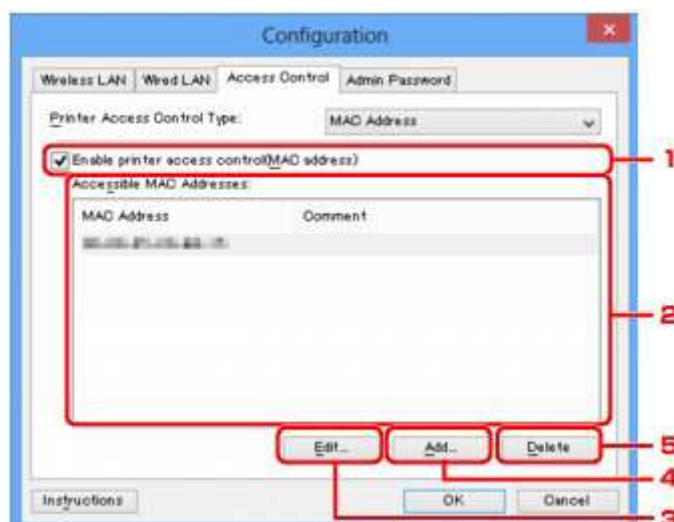 Configuration
Wireless LAN Wired LAN Access Control Admin Password
Printer Access Control Type: MAC Address
Enable printer access control(MAC address)
1
Accessible MAC Addresses:
MAC Address Comment
2
Edit... Add... Delete
5
4
Instructions OK Cancel
3